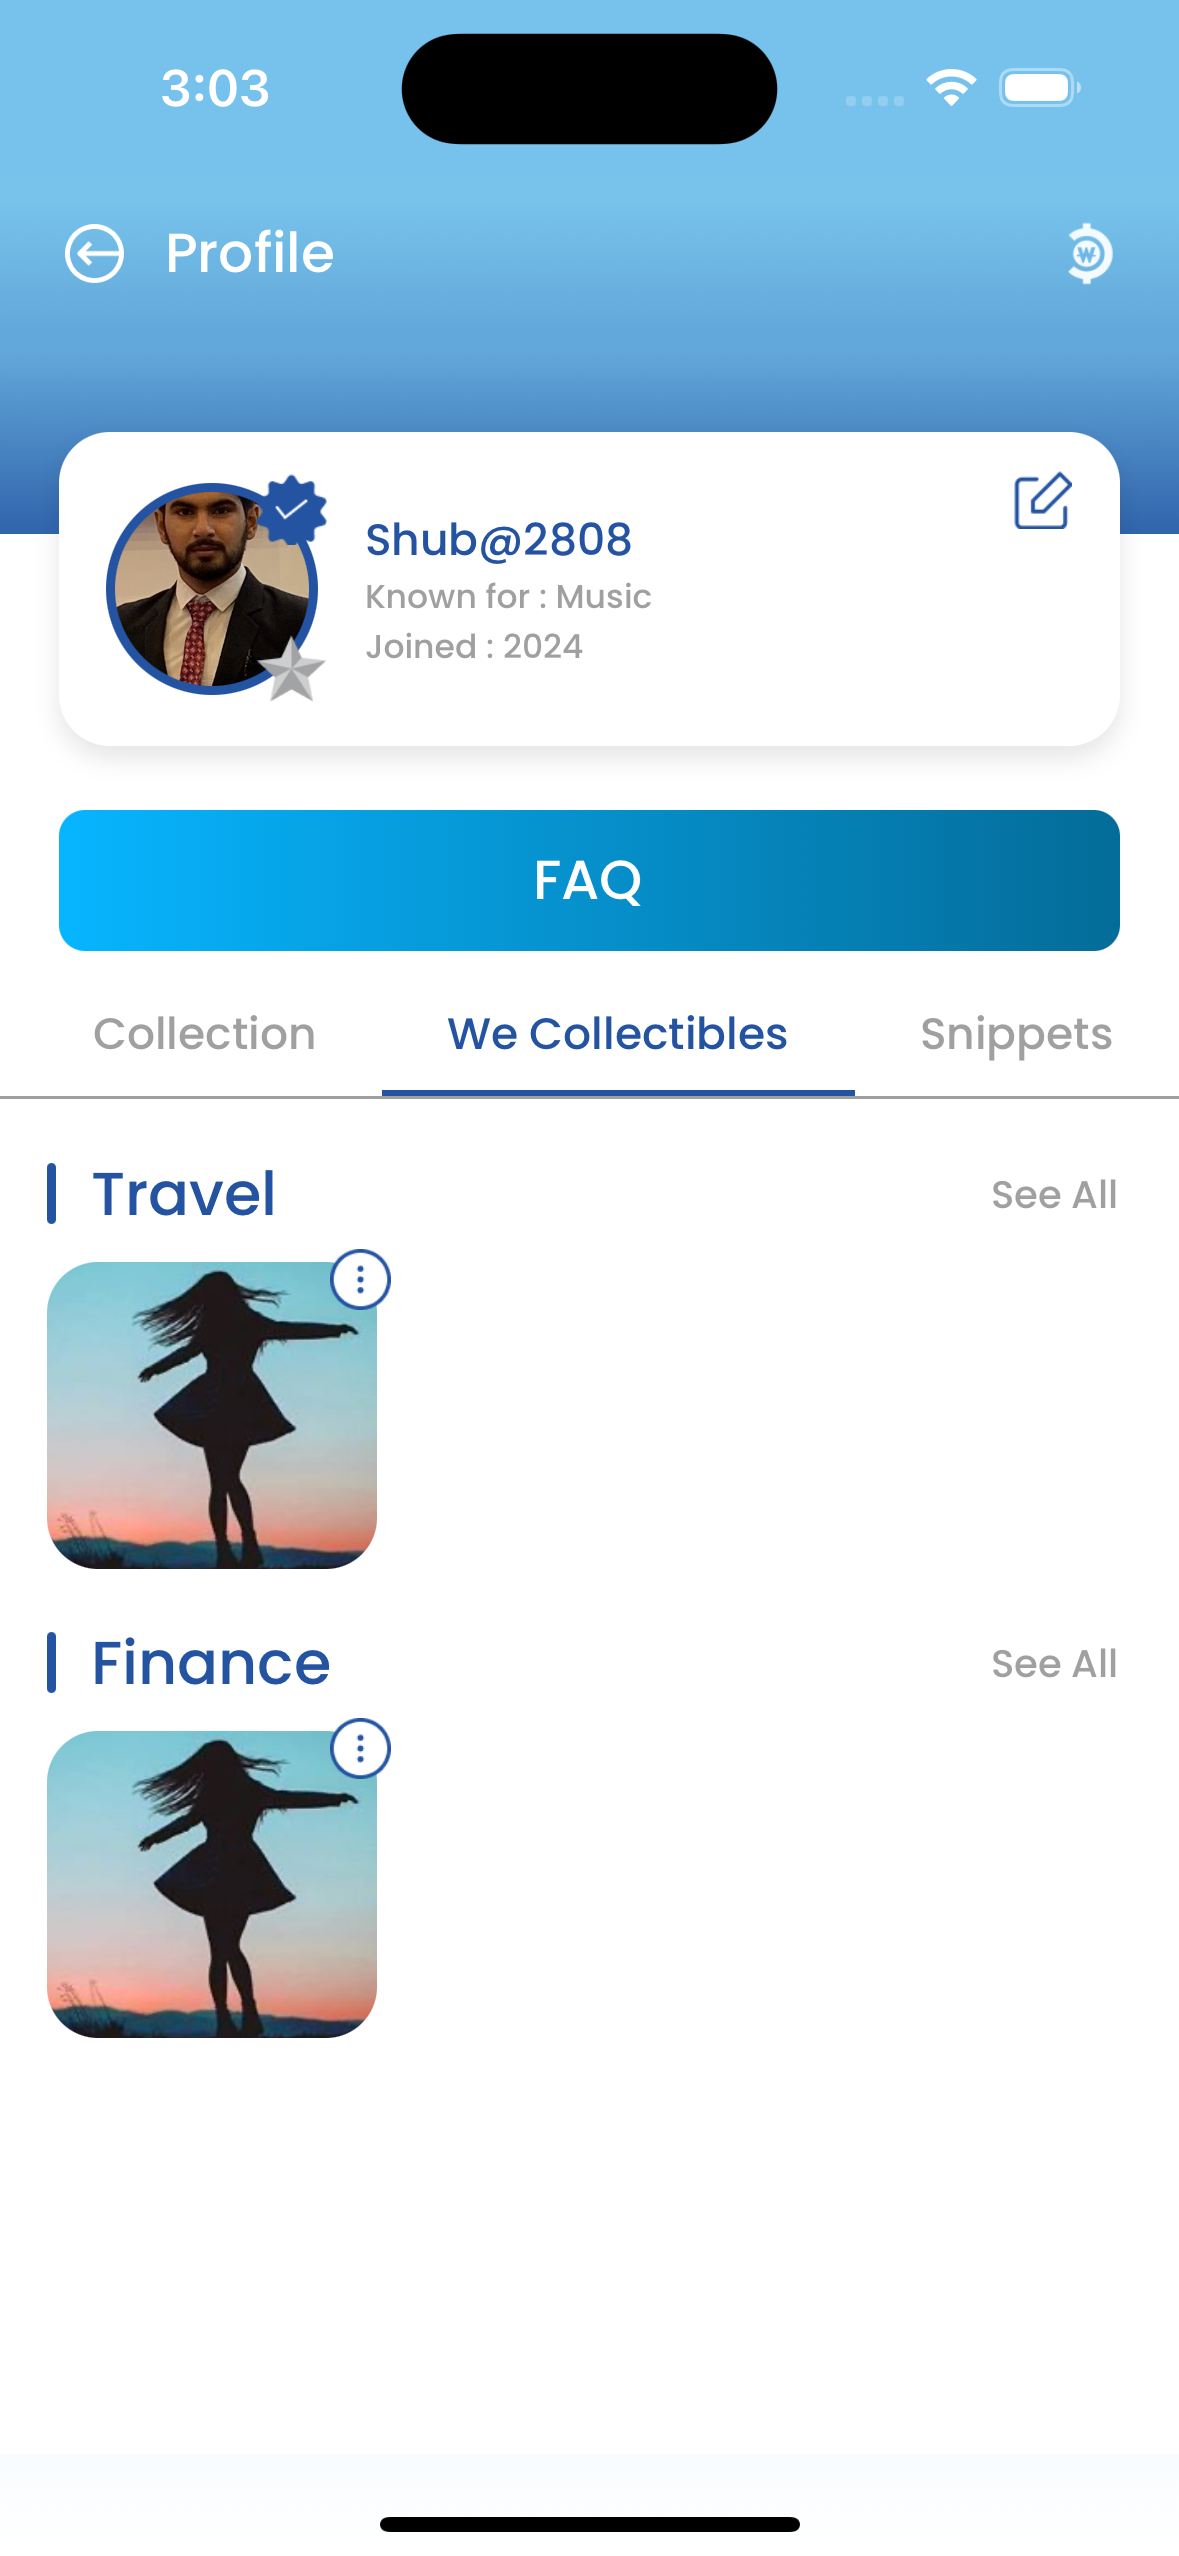 3:03
Profile
W
Shub@2808
Known for : Music
Joined : 2024
FAQ
Collection
We Collectibles
Snippets
Travel
See All
Finance
See All